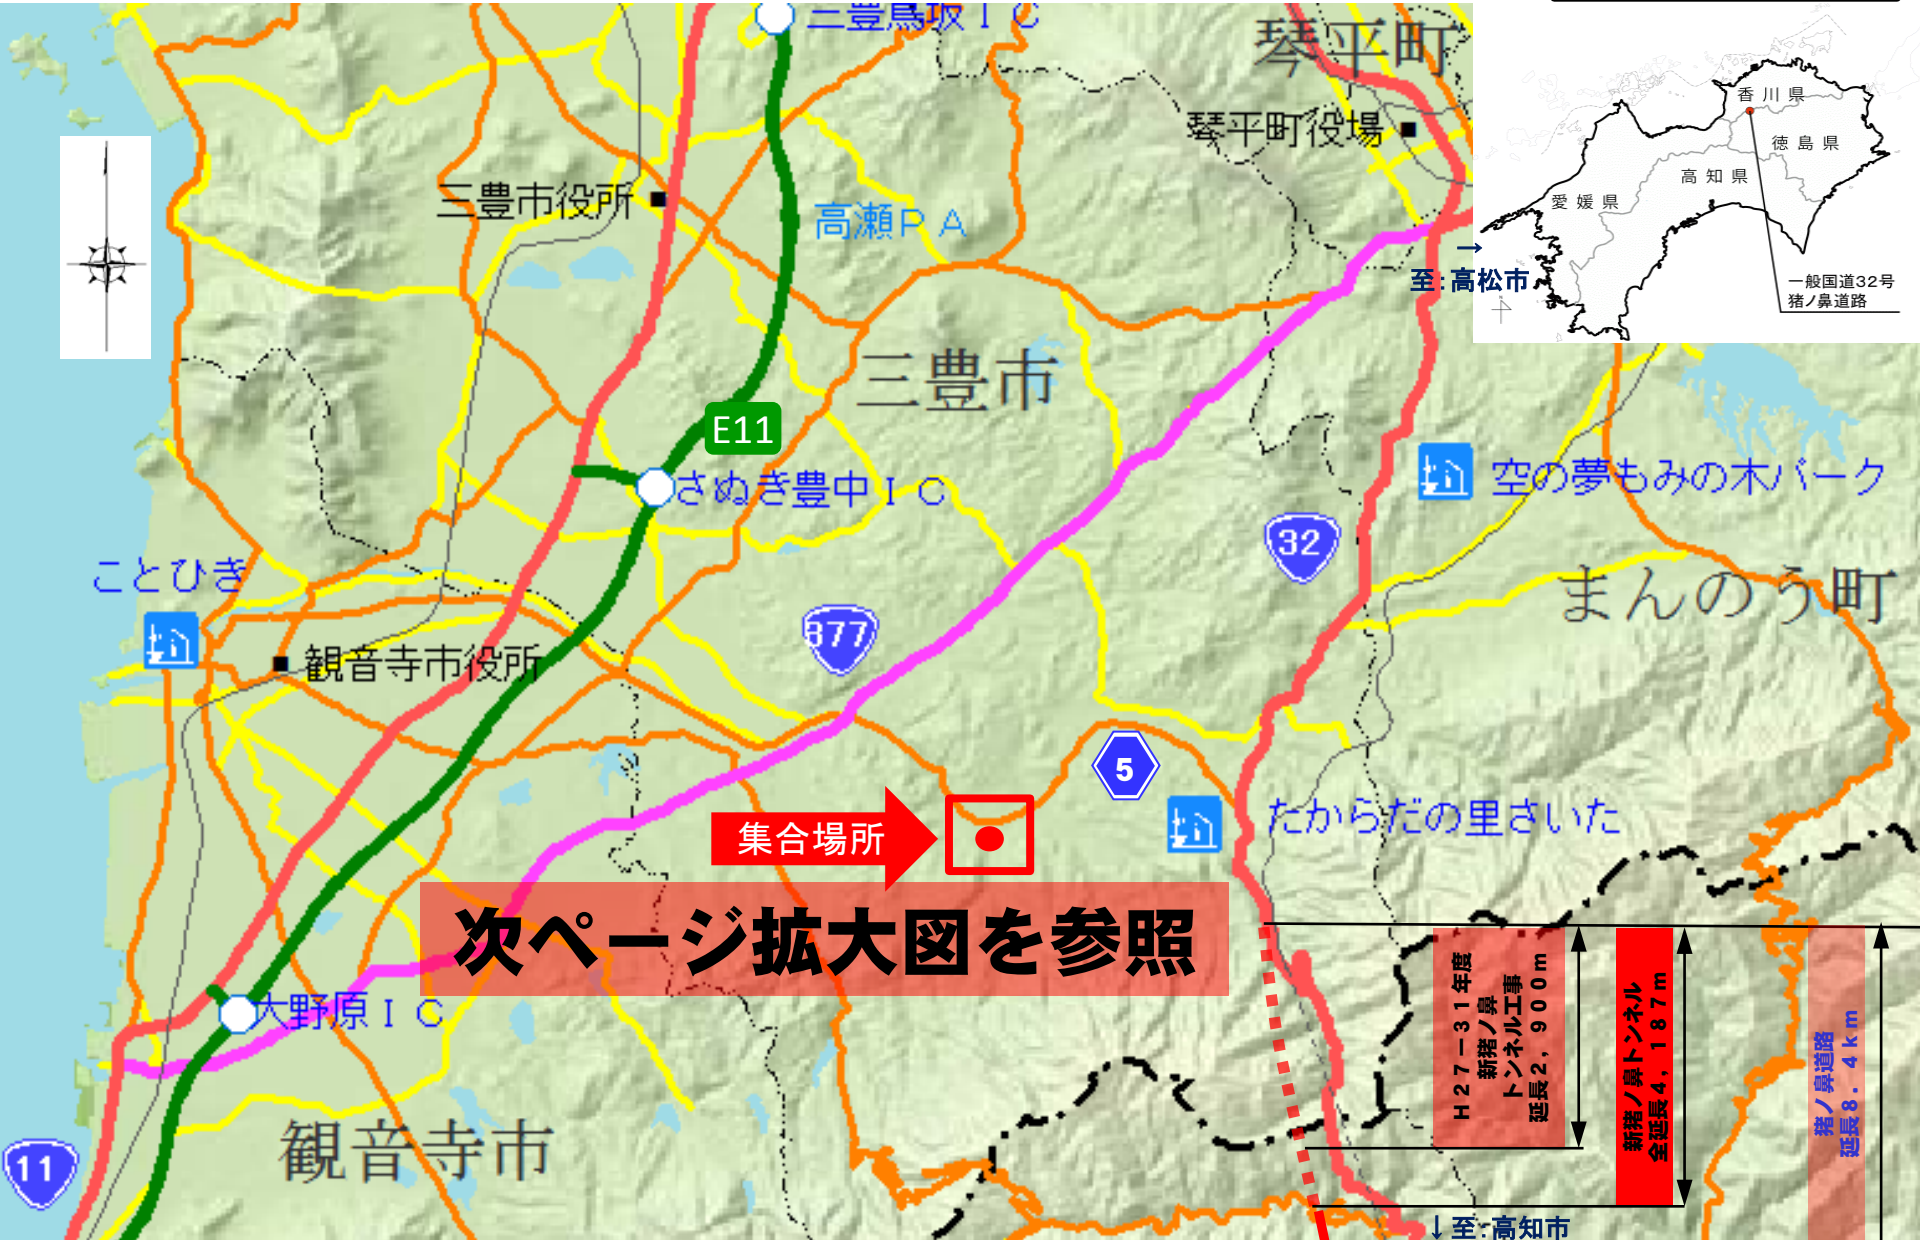 三豊鳥坂ＩＣ
琴平町
琴平町役場
三豊市役所
高瀬ＰＡ
香川県
徳島県
高知県
愛媛県
一般国道32号
猪ノ鼻道路
→
至：高松市
三豊市
E11
さぬき豊中ＩＣ
空の夢もみの木パーク
32
ことひき
まんのう町
377
観音寺市役所
5
たからだの里さいた
集合場所
次ページ拡大図を参照
大野原ＩＣ
H27－31年度
新猪ノ鼻
トンネル工事
延長2,900m
新猪ノ鼻トンネル
全延長4,187m
猪ノ鼻道路
延長8.4km
観音寺市
11
↓至：高知市